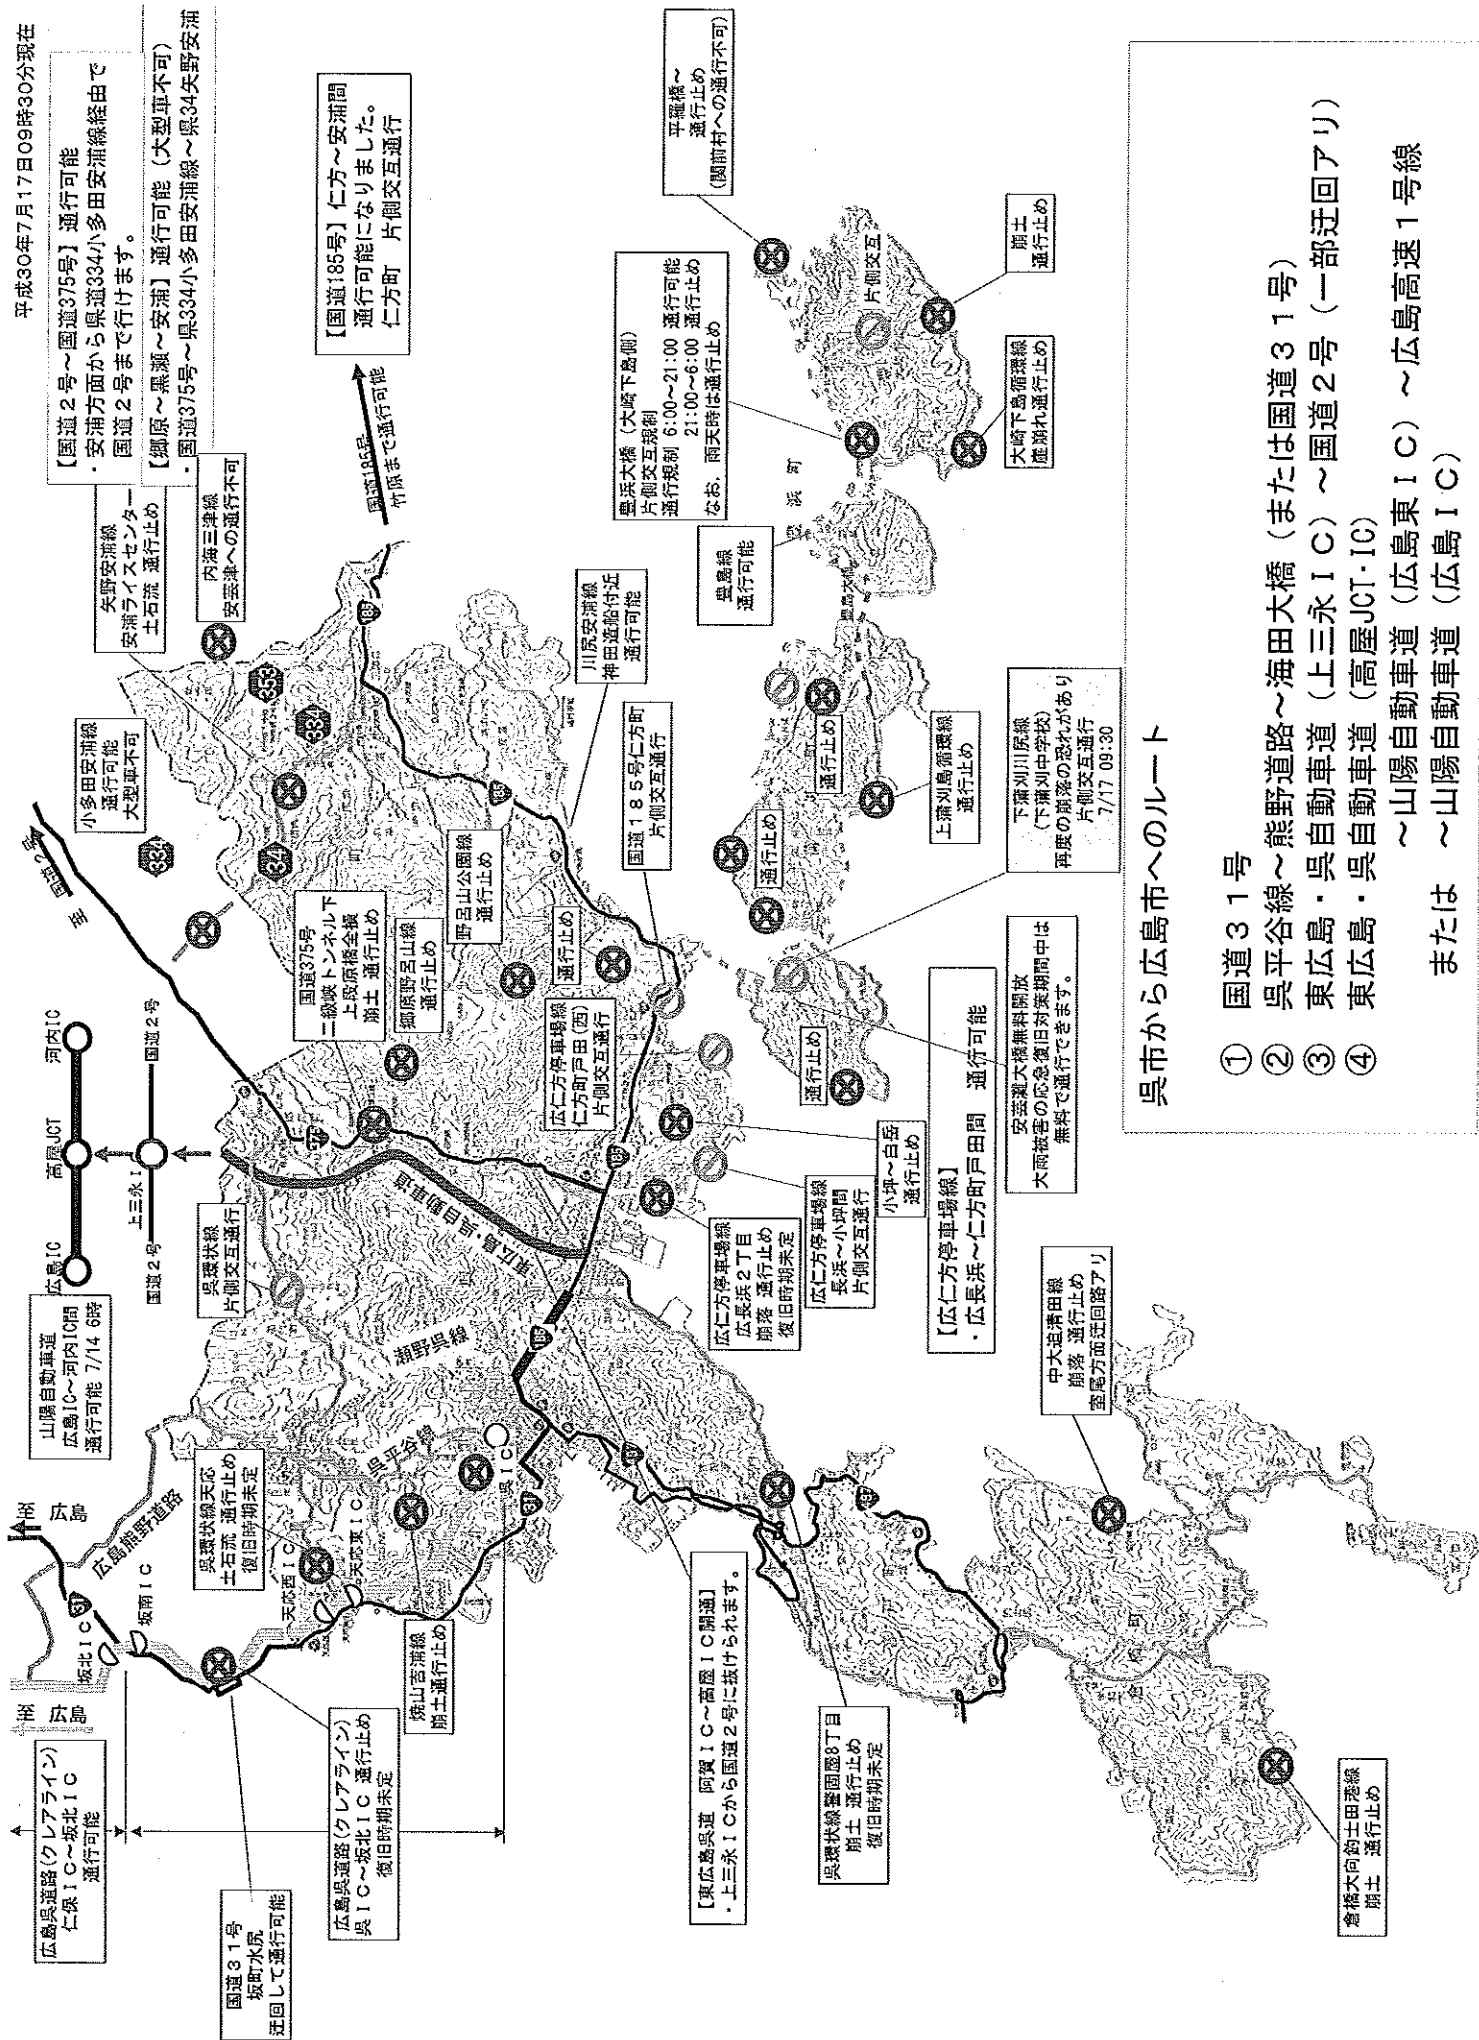 平成30年7月17日09時30分現在
【国道2号～国道375号】通行可能
・安浦方面から県道334小多田安浦線経由で
国道2号まで行けます。
【郷原～黒瀬～安浦】通行可能（大型車不可）
・国道375号～県334小多田安浦線～県34矢野安浦
【国道185号】仁方～安浦間
通行可能になりました。
仁方町　片側交互通行
国道185号
竹原まで通行可能
矢野安浦線
安浦ライスセンター
土石流 通行止め
内海三津線
安芸津への通行不可
小多田安浦線
通行可能
大型車不可
至 国道2号
353
334
334
34
185
川尻安浦線
神田造船付近
通行可能
国道185号仁方町
片側交互通行
185
野呂山公園線
通行止め
通行止め
郷原野呂山線
通行止め
国道375号
二級峡トンネル下
上段原橋全損
崩土 通行止め
広仁方停車場線
仁方町戸田(西)
片側交互通行
375
185
河内IC
高屋JCT
広島IC
国道2号
上三永I
国道2号
山陽自動車道
広島IC～河内IC間
通行可能 7/14 6時
呉環状線
片側交互通行
東広島・呉自動車道
呉平谷線
呉IC
185
31
至 広島
至 広島
広島熊野道路
31
坂北IC
坂南IC
呉環状線天応
土石流 通行止め
復旧時期未定
天応西IC
天応東IC
焼山吉浦線
崩土通行止め
広島呉道路(クレアライン)
仁保IC～坂北IC
通行可能
広島呉道路(クレアライン)
呉IC～坂北IC 通行止め
復旧時期未定
国道31号
坂町水尻
迂回して通行可能
【東広島呉道 阿賀IC～高屋IC開通】
・上三永ICから国道2号に抜けられます。
呉環状線警固屋8丁目
崩土 通行止め
復旧時期未定
487
487
中大迫清田線
崩落 通行止め
室尾方面迂回路アリ
倉橋大向釣士田港線
崩土 通行止め
広仁方停車場線
広長浜2丁目
崩落 通行止め
復旧時期未定
広仁方停車場線
長浜～小坪間
片側交互通行
小坪～白岳
通行止め
【広仁方停車場線】
・広長浜～仁方町戸田間　通行可能
安芸灘大橋無料開放
大雨被害の応急復旧対策期間中は
無料で通行できます。
下蒲刈川尻線
(下蒲刈中学校)
再度の崩落の恐れがあり
片側交互通行
7/17 09:30
通行止め
通行止め
通行止め
上蒲刈島循環線
通行止め
豊島大橋
豊島線
通行可能
豊浜町
豊浜大橋（大崎下島側）
片側交互規制
通行規制 6:00～21:00 通行可能
21:00～6:00 通行止め
なお、雨天時は通行止め
平羅橋～
通行止め
(関前村への通行不可)
片側交互
崩土
通行止め
大崎下島循環線
崖崩れ通行止め
呉市から広島市へのルート
① 国道31号
② 呉平谷線～熊野道路～海田大橋（または国道31号）
③ 東広島・呉自動車道（上三永IC）～国道2号（一部迂回アリ）
④ 東広島・呉自動車道（高屋JCT・IC）
～山陽自動車道（広島東IC）～広島高速1号線
または　～山陽自動車道（広島IC）